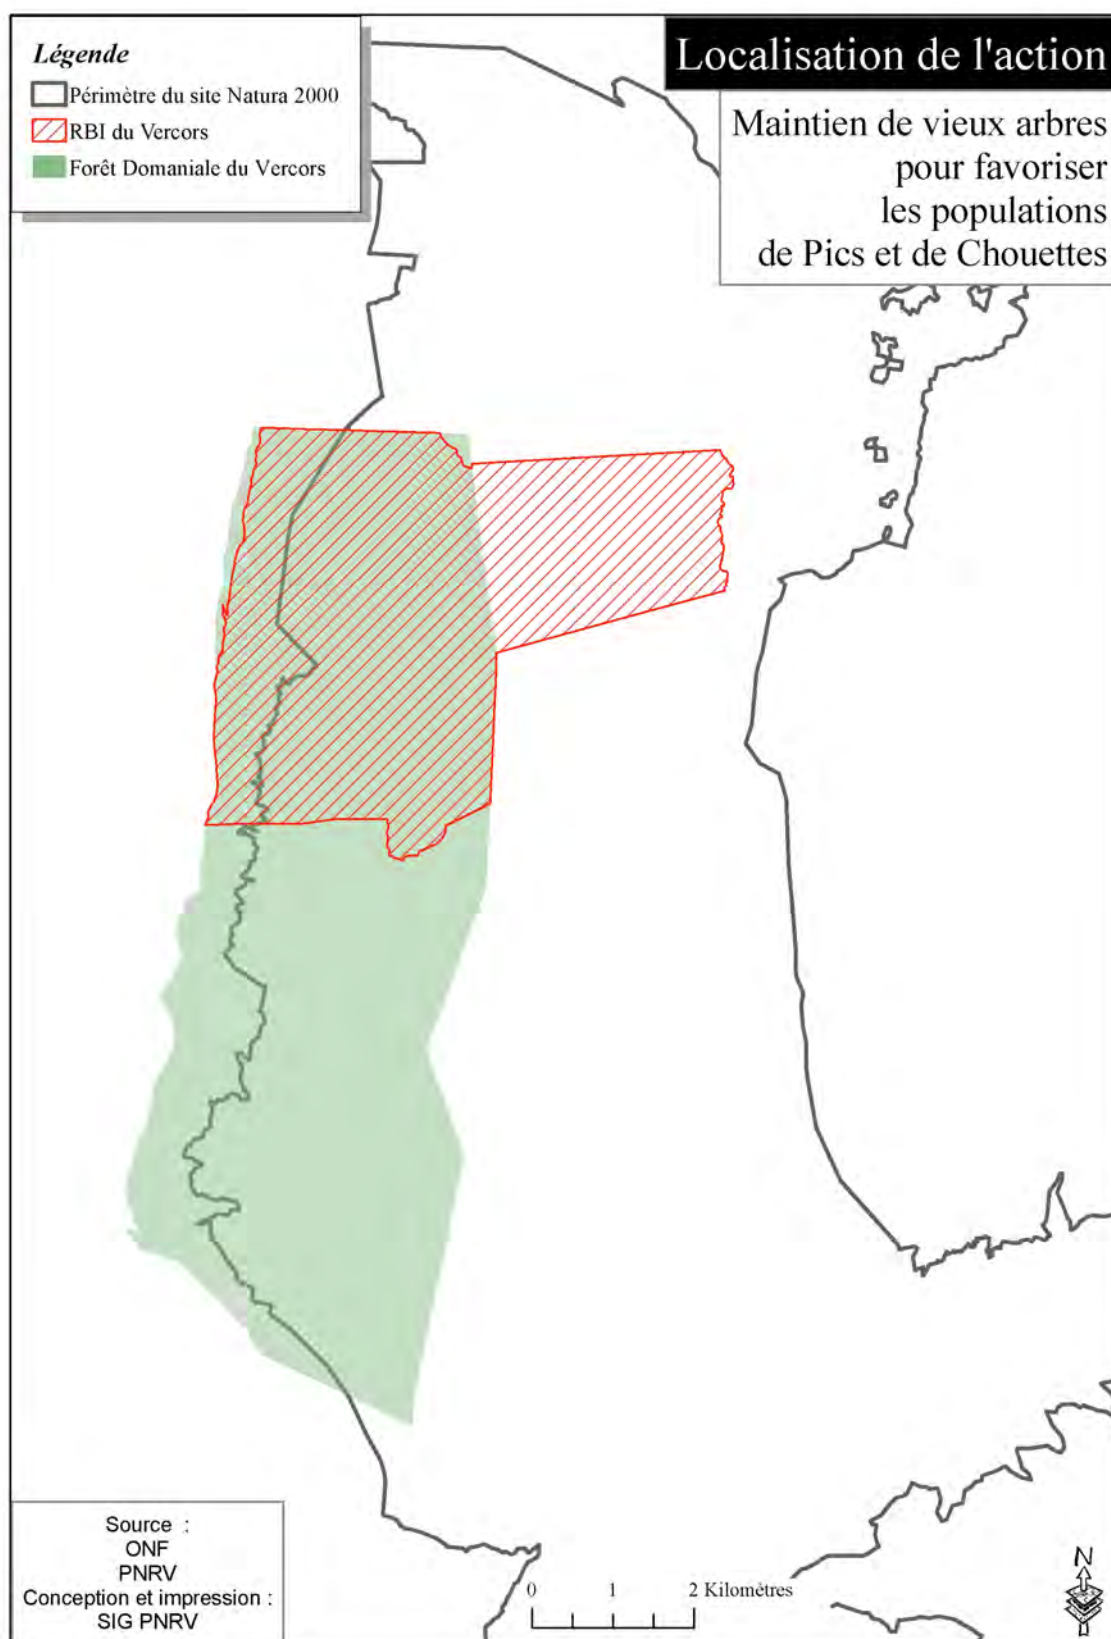 Légende
Périmètre du site Natura 2000
RBI du Vercors
Forêt Domaniale du Vercors
Localisation de l'action
Maintien de vieux arbres
pour favoriser
les populations
de Pics et de Chouettes
Source :
ONF
PNRV
Conception et impression :
SIG PNRV
0 1 2 Kilomètres
N